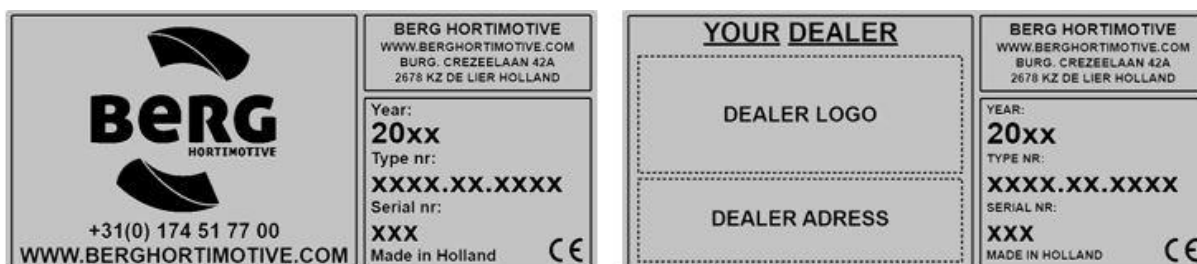 BERG
HORTIMOTIVE
+31(0) 174 51 77 00
WWW.BERGHORTIMOTIVE.COM
BERG HORTIMOTIVE
WWW.BERGHORTIMOTIVE.COM
BURG. CREZEELAAN 42A
2678 KZ DE LIER HOLLAND
Year:
20xx
Type nr:
xxxx.xx.xxxx
Serial nr:
xxx
Made in Holland
CE
YOUR DEALER
DEALER LOGO
DEALER ADRESS
BERG HORTIMOTIVE
WWW.BERGHORTIMOTIVE.COM
BURG. CREZEELAAN 42A
2678 KZ DE LIER HOLLAND
YEAR:
20xx
TYPE NR:
xxxx.xx.xxxx
SERIAL NR:
xxx
MADE IN HOLLAND
CE